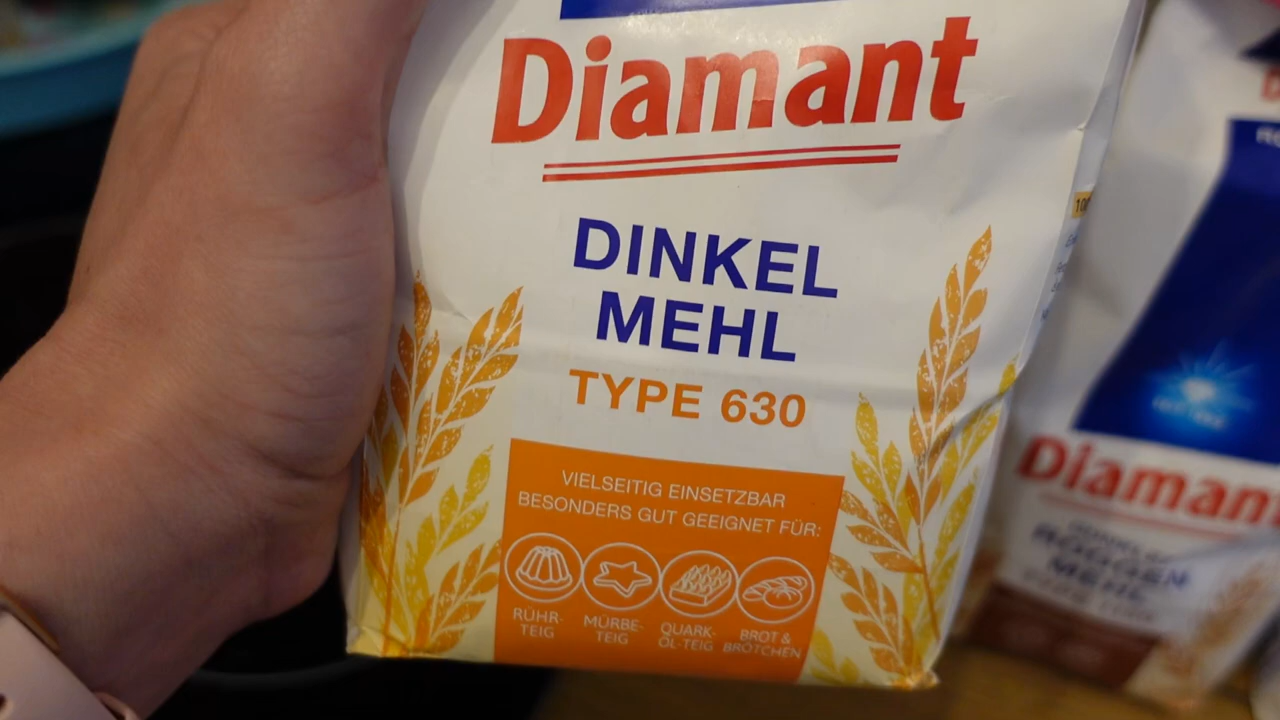 Diamant
DINKEL
MEHL
TYPE 630
VIELSEITIG EINSETZBAR
BESONDERS GUT GEEIGNET FÜR:
RÜHR-
TEIG
MÜRBE-
TEIG
QUARK-
ÖL-TEIG
BROT &
BRÖTCHEN
Diamant
ROGGEN
MEHL